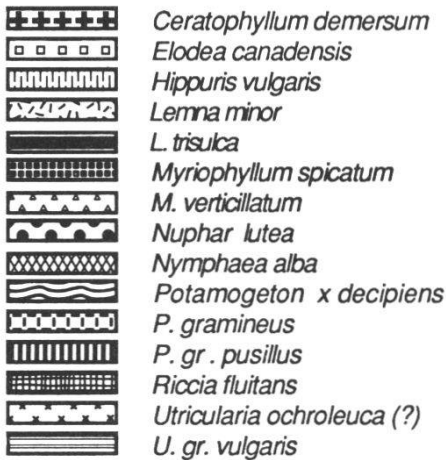 Ceratophyllum demersum
Elodea canadensis
Hippuris vulgaris
Lemna minor
L. trisulca
Myriophyllum spicatum
M. verticillatum
Nuphar lutea
Nymphaea alba
Potamogeton x decipiens
P. gramineus
P. gr. pusillus
Riccia fluitans
Utricularia ochroleuca (?)
U. gr. vulgaris